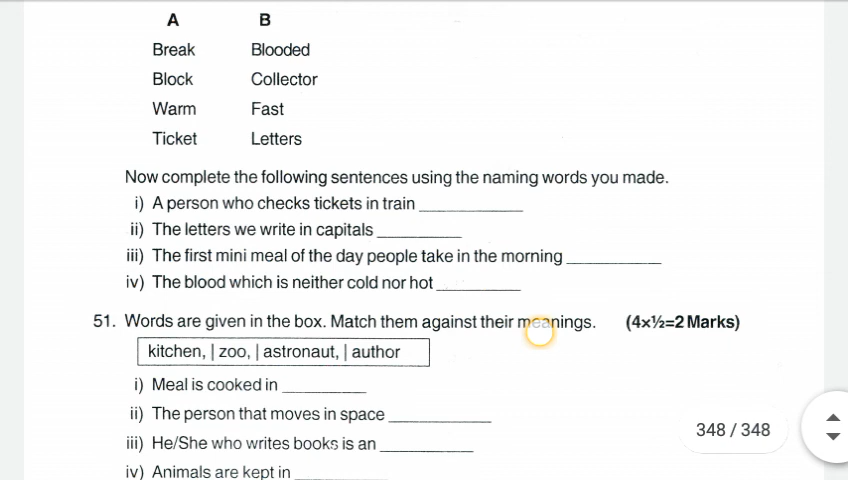 A B
Break Blooded
Block Collector
Warm Fast
Ticket Letters
Now complete the following sentences using the naming words you made.
i) A person who checks tickets in train ___________
ii) The letters we write in capitals _________
iii) The first mini meal of the day people take in the morning __________
iv) The blood which is neither cold nor hot _________
51. Words are given in the box. Match them against their meanings. (4x½=2 Marks)
kitchen, | zoo, | astronaut, | author
i) Meal is cooked in _________
ii) The person that moves in space ___________
348 / 348
iii) He/She who writes books is an __________
iv) Animals are kept in __________